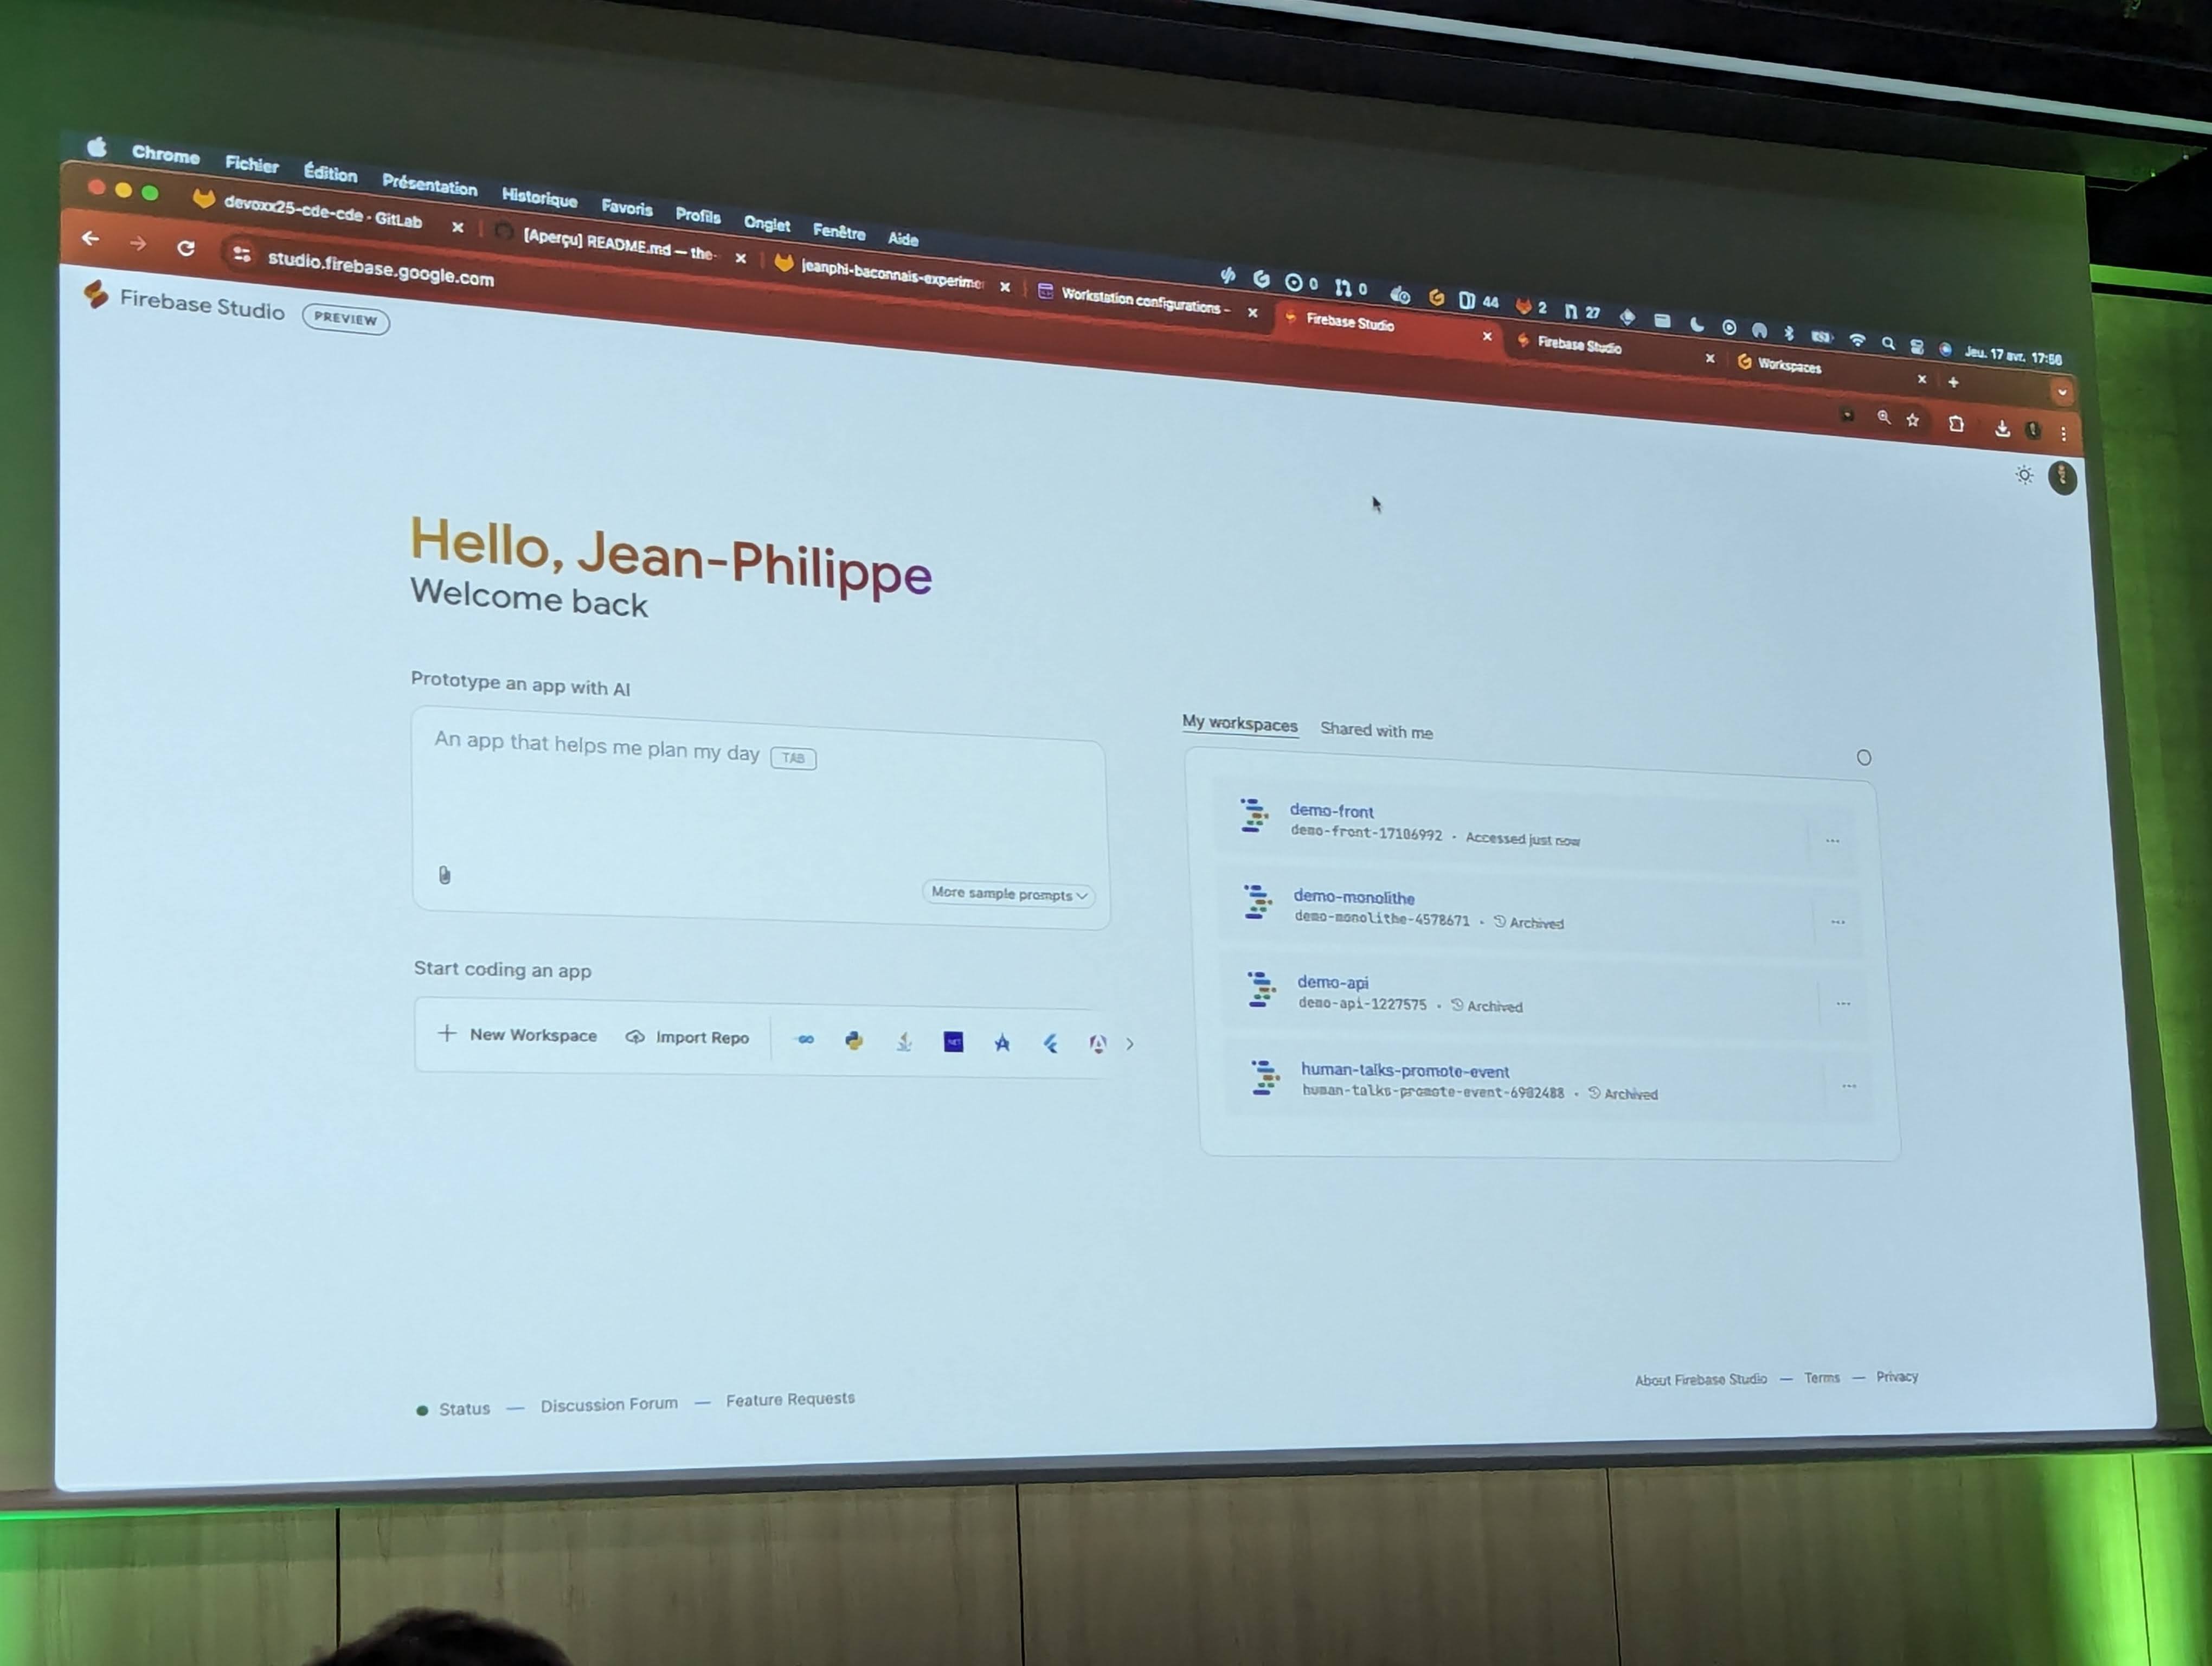 Chrome Fichier Édition Présentation Historique Favoris Profils Onglet Fenêtre Aide
0 0 44 2 27 Jeu. 17 avr. 17:56
devoxx25-cde-cde - GitLab
[Aperçu] README.md — the-
jeanphi-baconnais-experime
Workstation configurations -
Firebase Studio
Firebase Studio
Workspaces
studio.firebase.google.com
Firebase Studio PREVIEW
Hello, Jean-Philippe
Welcome back
Prototype an app with AI
An app that helps me plan my day TAB
More sample prompts
Start coding an app
New Workspace Import Repo .NET
My workspaces Shared with me
demo-front
demo-front-17106992 · Accessed just now
demo-monolithe
demo-monolithe-4578671 · Archived
demo-api
demo-api-1227575 · Archived
human-talks-promote-event
human-talks-promote-event-6902488 · Archived
Status — Discussion Forum — Feature Requests
About Firebase Studio — Terms — Privacy